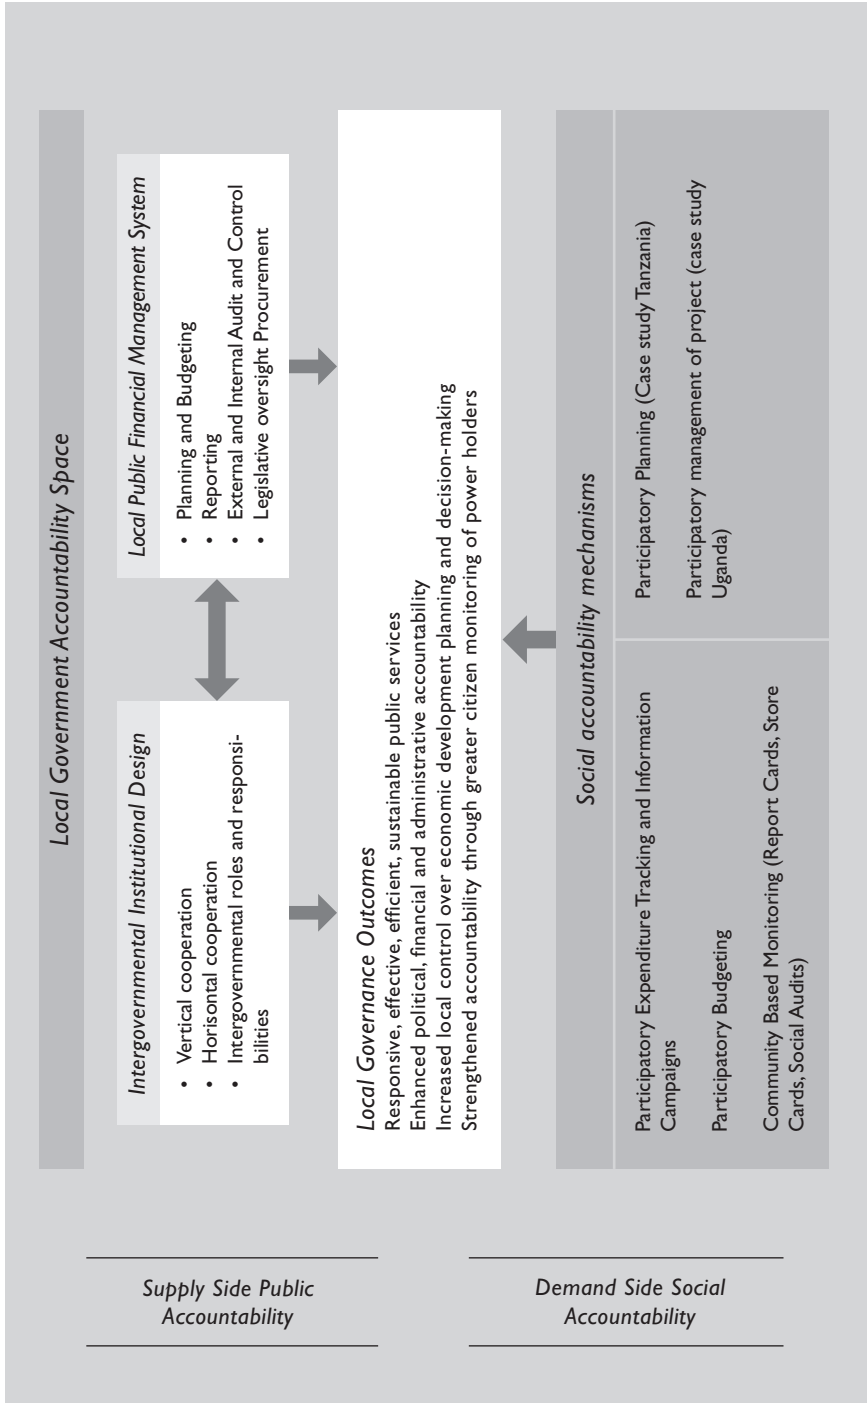 Local Government Accountability Space
Intergovernmental Institutional Design
• Vertical cooperation
• Horisontal cooperation
• Intergovernmental roles and responsi-
bilities
Local Public Financial Management System
• Planning and Budgeting
• Reporting
• External and Internal Audit and Control
• Legislative oversight Procurement
Local Governance Outcomes
Responsive, effective, efficient, sustainable public services
Enhanced political, financial and administrative accountability
Increased local control over economic development planning and decision-making
Strengthened accountability through greater citizen monitoring of power holders
Social accountability mechanisms
Participatory Expenditure Tracking and Information
Campaigns
Participatory Budgeting
Community Based Monitoring (Report Cards, Store
Cards, Social Audits)
Participatory Planning (Case study Tanzania)
Participatory management of project (case study
Uganda)
Supply Side Public
Accountability
Demand Side Social
Accountability